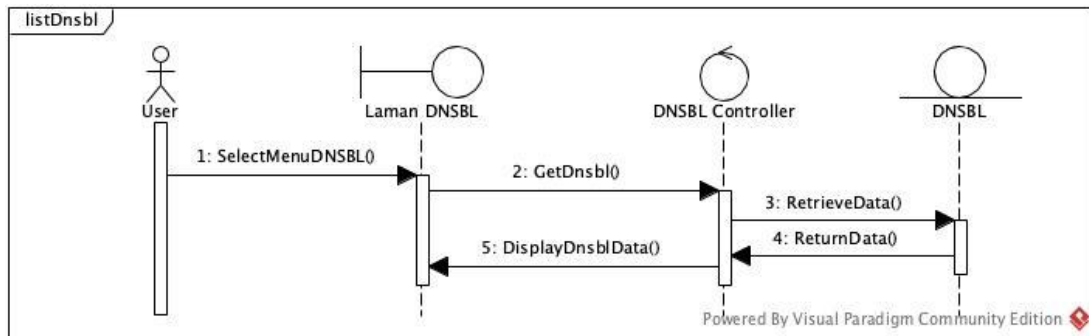 listDnsbl
User
Laman DNSBL
DNSBL Controller
DNSBL
1: SelectMenuDNSBL()
2: GetDnsbl()
3: RetrieveData()
4: ReturnData()
5: DisplayDnsblData()
Powered By Visual Paradigm Community Edition